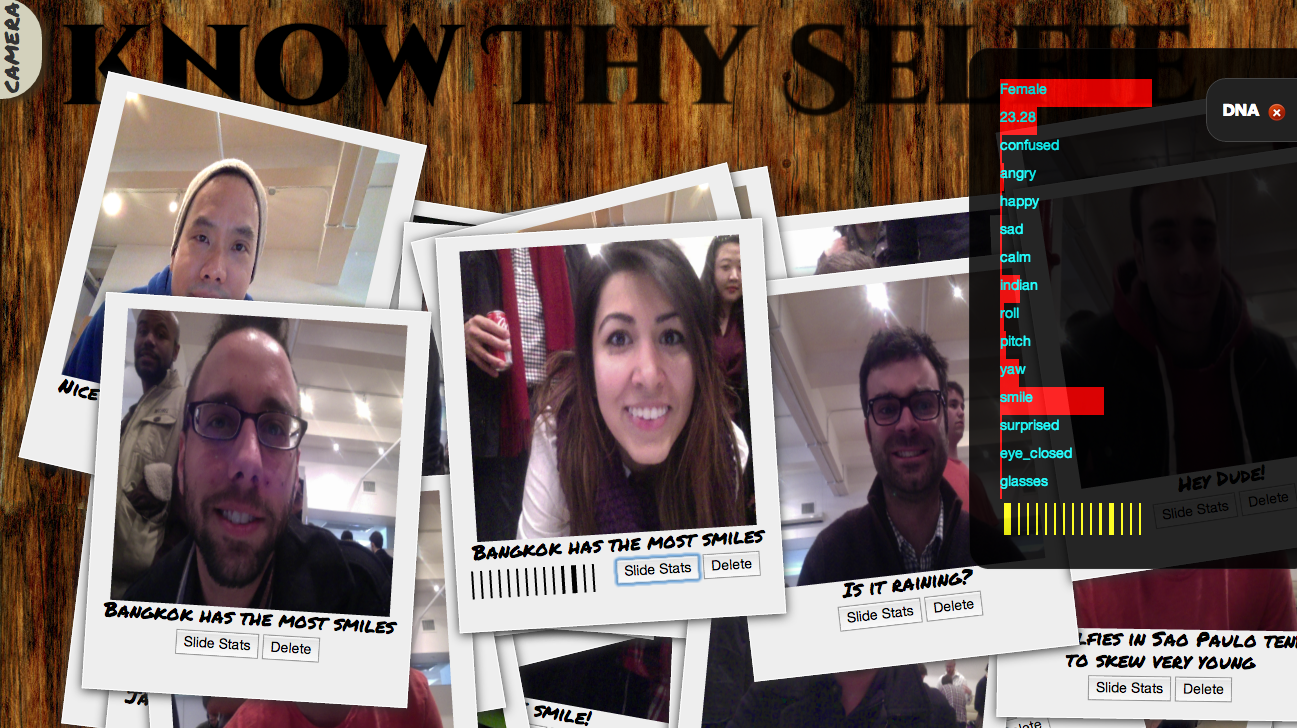 CAMERA
KNOW THY SELFIE
DNA
Female
23.28
confused
angry
happy
sad
calm
indian
roll
pitch
yaw
smile
surprised
eye_closed
glasses
NICE
BANGKOK HAS THE MOST SMILES
Slide Stats Delete
BANGKOK HAS THE MOST SMILES
Slide Stats Delete
IS IT RAINING?
Slide Stats Delete
HEY DUDE!
Slide Stats Delete
LFIES IN SAO PAULO TEN
TO SKEW VERY YOUNG
Slide Stats Delete
JA
SMILE!
lete